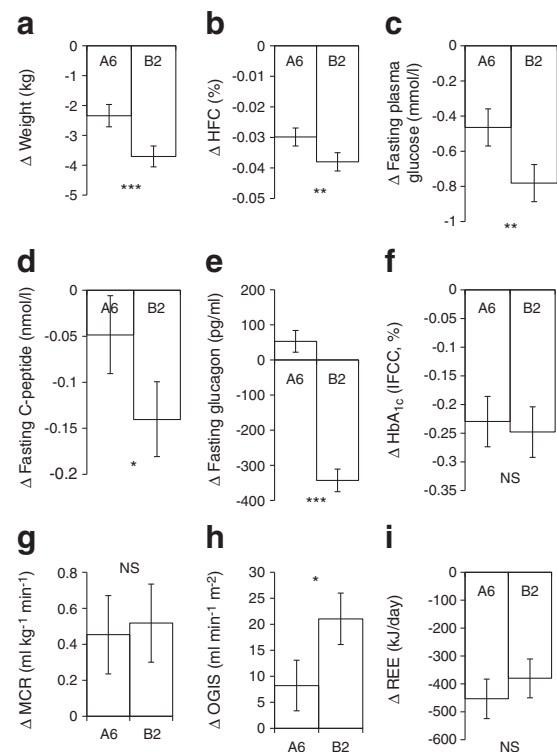 a
Δ Weight (kg)
0
-1
-2
-3
-4
-5
A6
B2
***
b
Δ HFC (%)
0
-0.01
-0.02
-0.03
-0.04
-0.05
A6
B2
**
c
Δ Fasting plasma
glucose (mmol/l)
0
-0.2
-0.4
-0.6
-0.8
-1
A6
B2
**
d
Δ Fasting C-peptide (nmol/l)
0
-0.05
-0.1
-0.15
-0.2
A6
B2
*
e
Δ Fasting glucagon (pg/ml)
200
100
0
-100
-200
-300
-400
A6
B2
***
f
Δ HbA1c (IFCC, %)
0
-0.05
-0.1
-0.15
-0.2
-0.25
-0.3
-0.35
A6
B2
NS
g
Δ MCR (ml kg⁻¹ min⁻¹)
0.8
0.6
0.4
0.2
0
NS
A6
B2
h
Δ OGIS (ml min⁻¹ m⁻²)
30
25
20
15
10
5
0
*
A6
B2
i
Δ REE (kJ/day)
0
-100
-200
-300
-400
-500
-600
A6
B2
NS